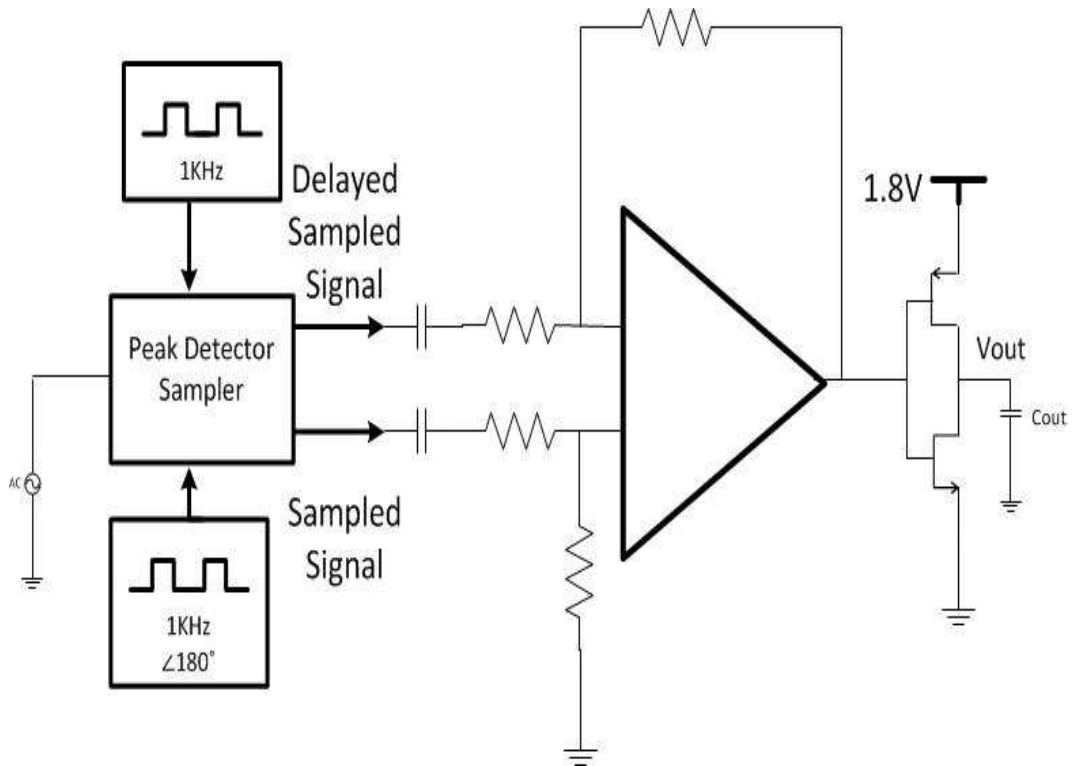 1KHz
Delayed
Sampled
Signal
1.8V
Peak Detector
Sampler
Vout
Cout
AC
Sampled
Signal
1KHz
∠180°